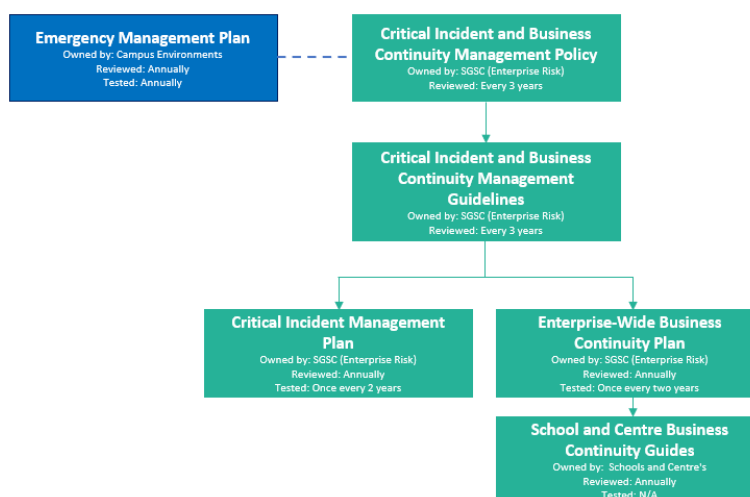 Emergency Management Plan
Owned by: Campus Environments
Reviewed: Annually
Tested: Annually
Critical Incident and Business
Continuity Management Policy
Owned by: SGSC (Enterprise Risk)
Reviewed: Every 3 years
Critical Incident and Business
Continuity Management
Guidelines
Owned by: SGSC (Enterprise Risk)
Reviewed: Every 3 years
Critical Incident Management
Plan
Owned by: SGSC (Enterprise Risk)
Reviewed: Annually
Tested: Once every 2 years
Enterprise-Wide Business
Continuity Plan
Owned by: SGSC (Enterprise Risk)
Reviewed: Annually
Tested: Once every two years
School and Centre Business
Continuity Guides
Owned by: Schools and Centre's
Reviewed: Annually
Tested: N/A